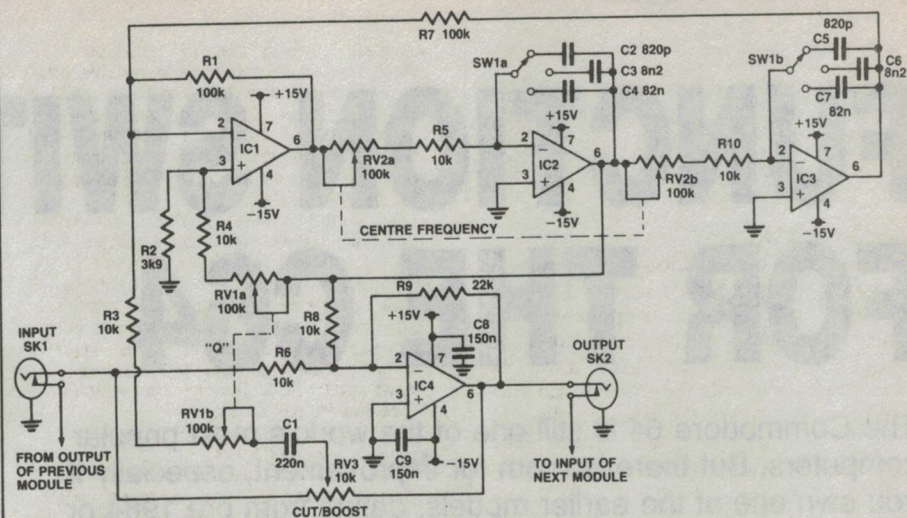 R7 100k
820p
C5
C6
8n2
C7
82n
SW1b
SW1a
C2 820p
C3 8n2
C4 82n
R1
100k
+15V
2
7
3
4
6
IC1
-15V
RV2a
100k
R5
10k
+15V
2
7
3
4
6
IC2
-15V
RV2b
100k
R10
10k
+15V
2
7
3
4
6
IC3
-15V
CENTRE FREQUENCY
R2
3k9
R4
10k
R3
10k
RV1a
100k
R8
10k
R9 22k
"Q"
INPUT
SK1
R6
10k
+15V
C8
150n
2
7
3
4
6
IC4
C9
150n
-15V
OUTPUT
SK2
RV1b
100k
C1
220n
RV3
10k
CUT/BOOST
FROM OUTPUT
OF PREVIOUS
MODULE
TO INPUT OF
NEXT MODULE